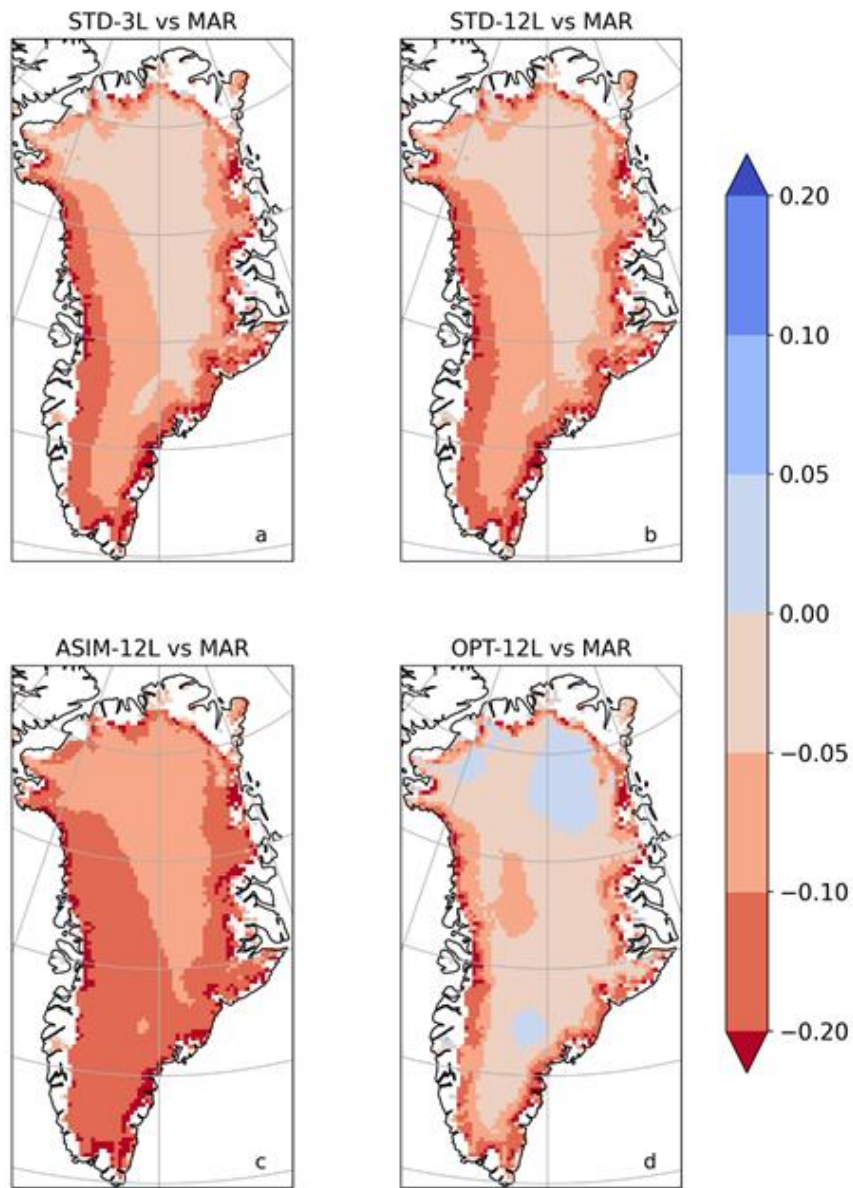 STD-3L vs MAR
STD-12L vs MAR
a
b
ASIM-12L vs MAR
OPT-12L vs MAR
c
d
0.20
0.10
0.05
0.00
−0.05
−0.10
−0.20